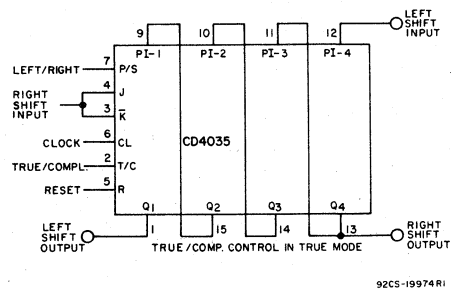 LEFT
SHIFT
INPUT
9 10 11 12
PI-1 PI-2 PI-3 PI-4
LEFT/RIGHT 7 P/S
RIGHT
SHIFT
INPUT
4 J
3 K̅
CLOCK 6 CL
CD4035
TRUE/COMPL. 2 T/C
RESET 5 R
Q1 Q2 Q3 Q4
LEFT
SHIFT
OUTPUT
1 15 14 13
RIGHT
SHIFT
OUTPUT
TRUE/COMP. CONTROL IN TRUE MODE
92CS-19974R1